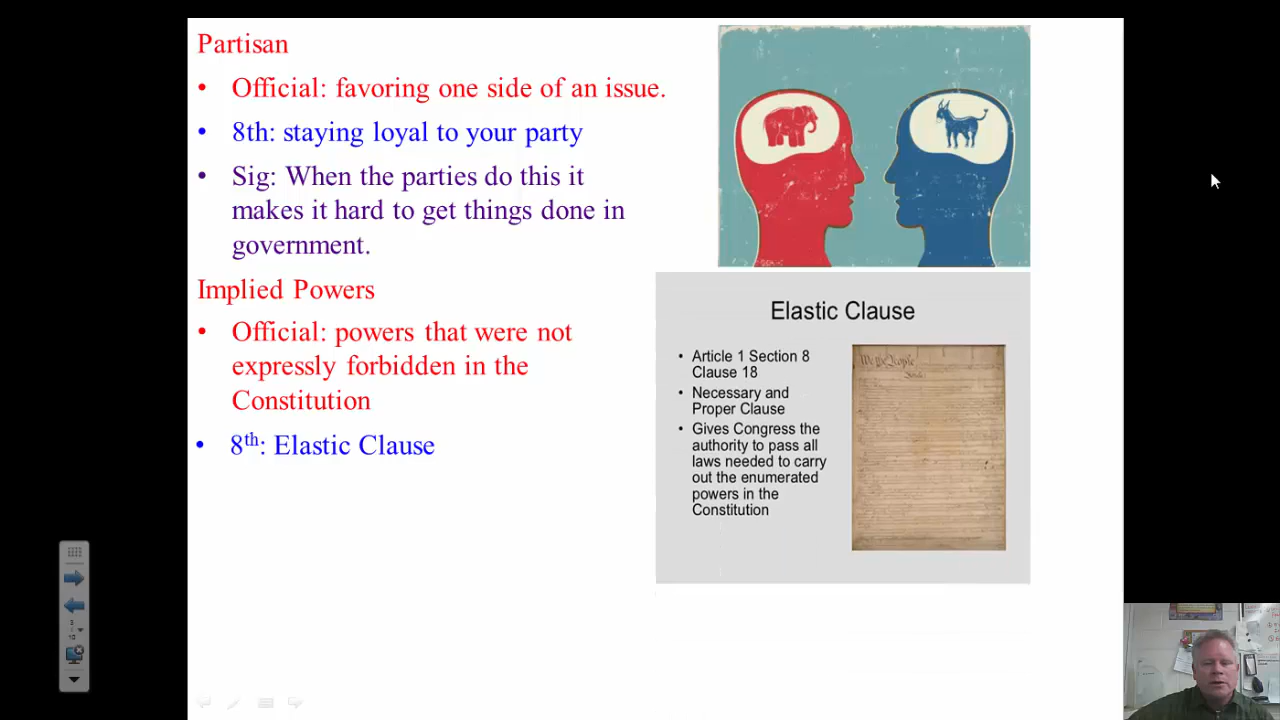 Partisan
• Official: favoring one side of an issue.
• 8th: staying loyal to your party
• Sig: When the parties do this it
makes it hard to get things done in
government.
Implied Powers
• Official: powers that were not
expressly forbidden in the
Constitution
• 8th: Elastic Clause
Elastic Clause
• Article 1 Section 8
Clause 18
• Necessary and
Proper Clause
• Gives Congress the
authority to pass all
laws needed to carry
out the enumerated
powers in the
Constitution
We the People